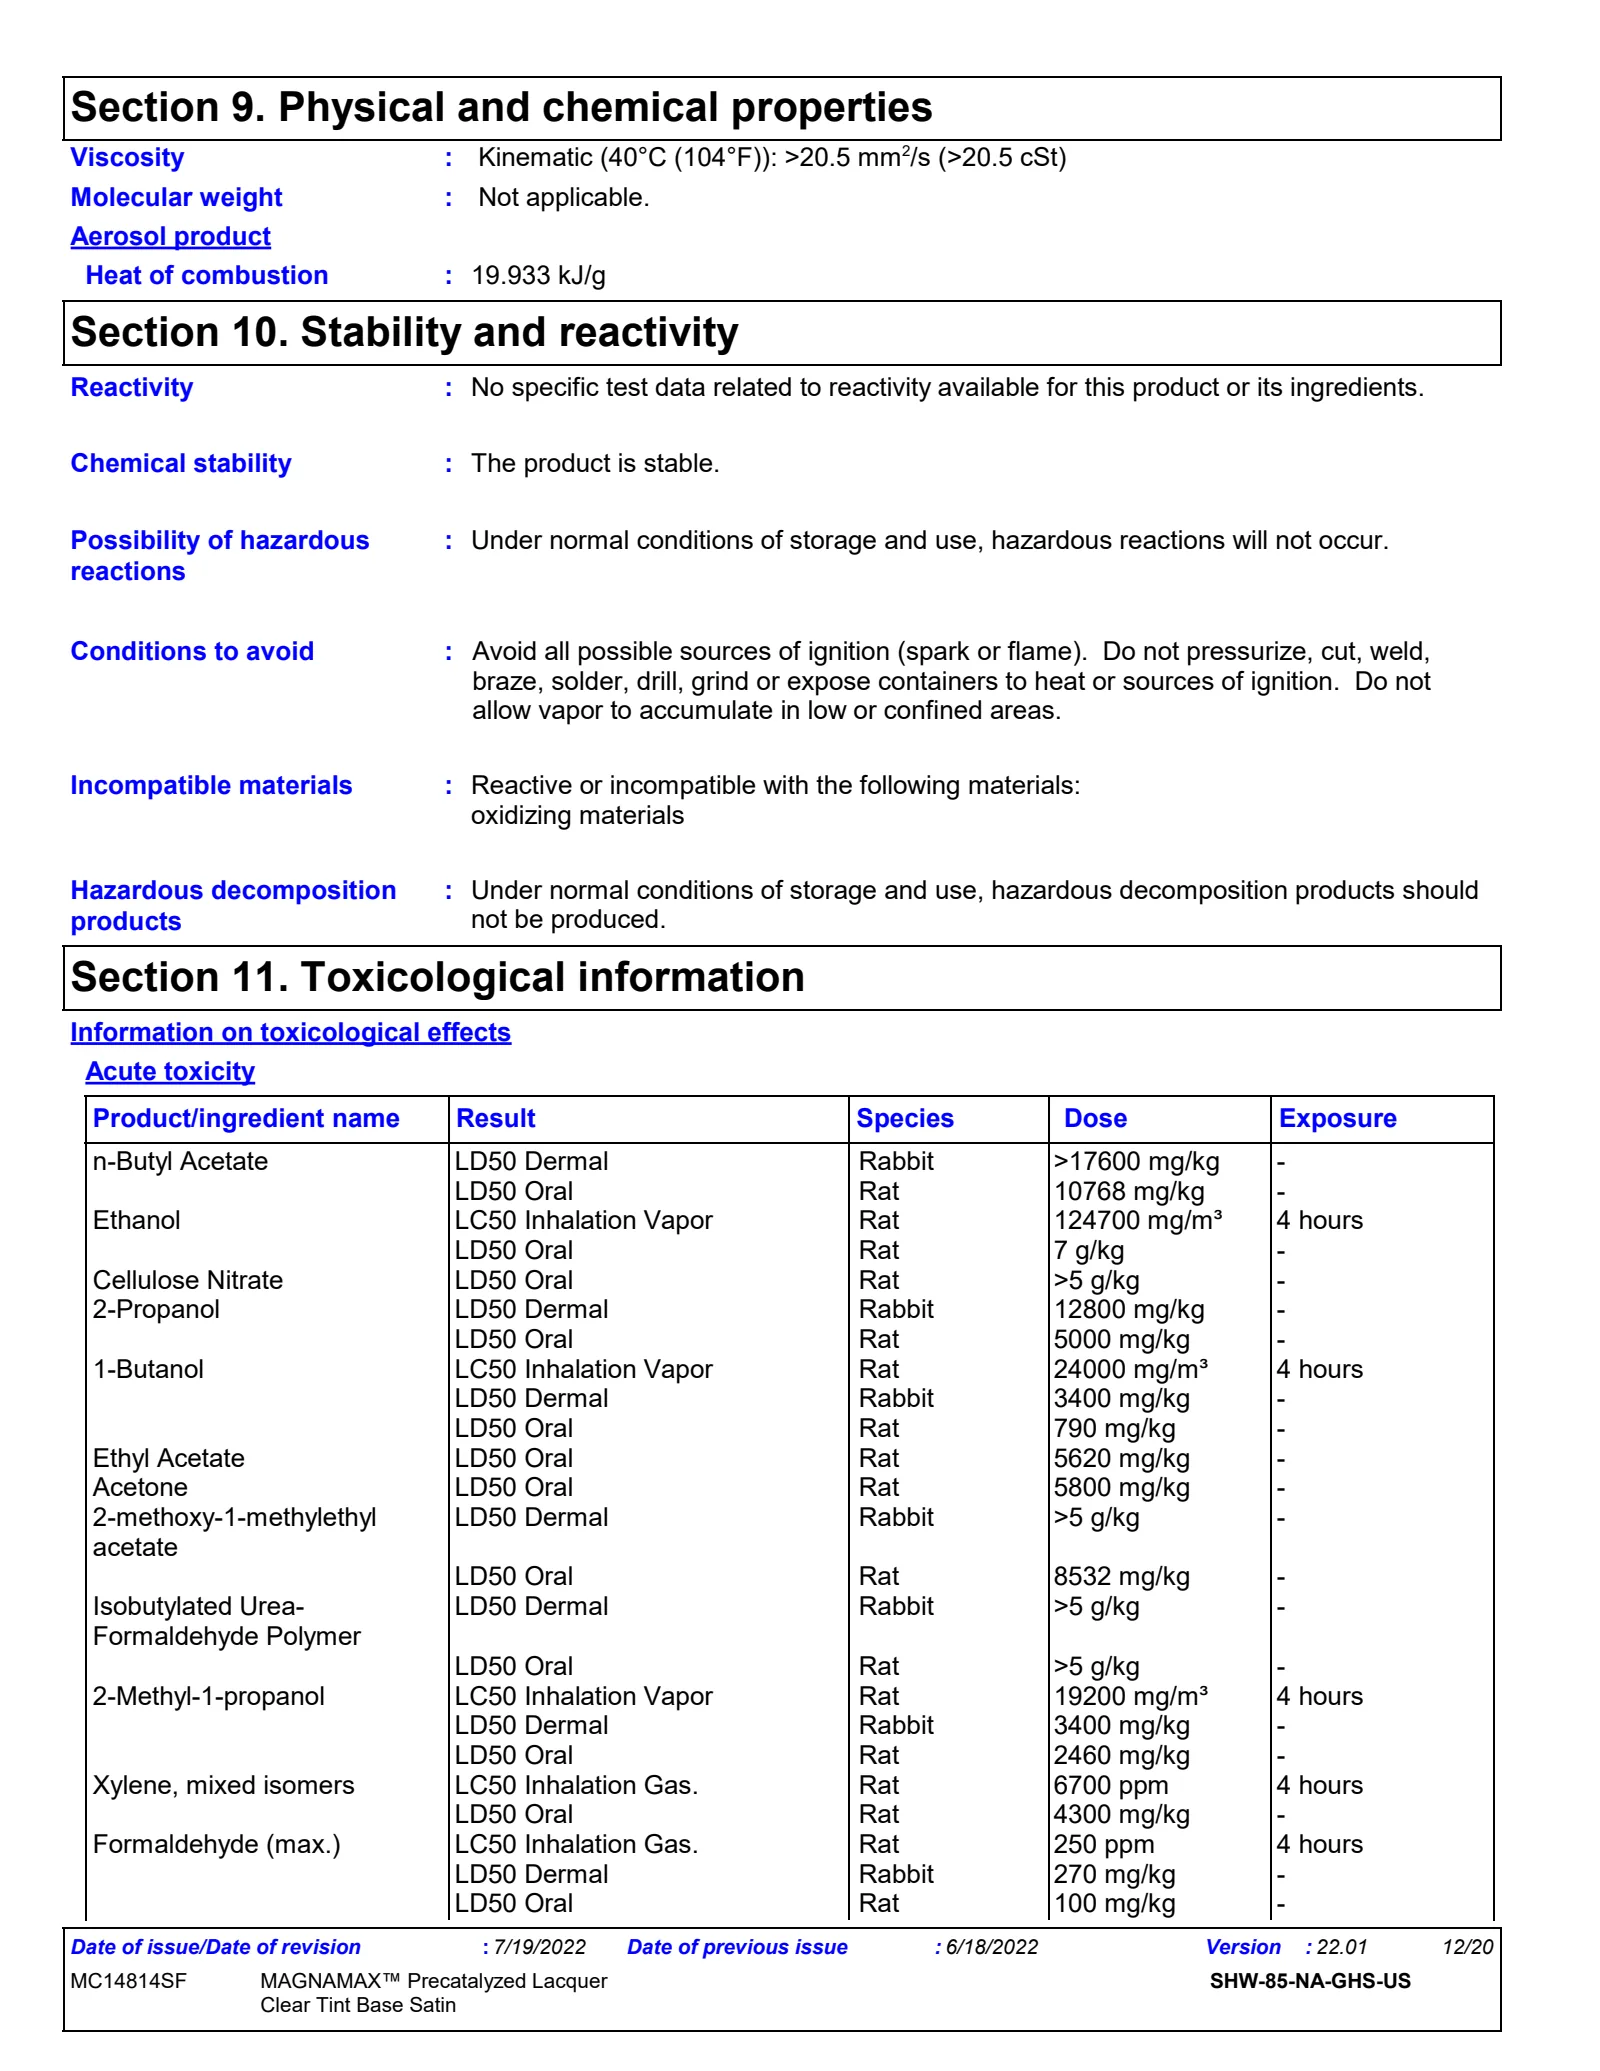 Section 9. Physical and chemical properties
Viscosity : Kinematic (40°C (104°F)): >20.5 mm²/s (>20.5 cSt)
Molecular weight : Not applicable.
Aerosol product
Heat of combustion : 19.933 kJ/g
Section 10. Stability and reactivity
Reactivity : No specific test data related to reactivity available for this product or its ingredients.
Chemical stability : The product is stable.
Possibility of hazardous : Under normal conditions of storage and use, hazardous reactions will not occur.
reactions
Conditions to avoid : Avoid all possible sources of ignition (spark or flame).  Do not pressurize, cut, weld,
braze, solder, drill, grind or expose containers to heat or sources of ignition.  Do not
allow vapor to accumulate in low or confined areas.
Incompatible materials : Reactive or incompatible with the following materials:
oxidizing materials
Hazardous decomposition : Under normal conditions of storage and use, hazardous decomposition products should
products not be produced.
Section 11. Toxicological information
Information on toxicological effects
Acute toxicity
Product/ingredient name Result Species Dose Exposure
n-Butyl Acetate LD50 Dermal Rabbit >17600 mg/kg -
LD50 Oral Rat 10768 mg/kg -
Ethanol LC50 Inhalation Vapor Rat 124700 mg/m³ 4 hours
LD50 Oral Rat 7 g/kg -
Cellulose Nitrate LD50 Oral Rat >5 g/kg -
2-Propanol LD50 Dermal Rabbit 12800 mg/kg -
LD50 Oral Rat 5000 mg/kg -
1-Butanol LC50 Inhalation Vapor Rat 24000 mg/m³ 4 hours
LD50 Dermal Rabbit 3400 mg/kg -
LD50 Oral Rat 790 mg/kg -
Ethyl Acetate LD50 Oral Rat 5620 mg/kg -
Acetone LD50 Oral Rat 5800 mg/kg -
2-methoxy-1-methylethyl LD50 Dermal Rabbit >5 g/kg -
acetate
LD50 Oral Rat 8532 mg/kg -
Isobutylated Urea- LD50 Dermal Rabbit >5 g/kg -
Formaldehyde Polymer
LD50 Oral Rat >5 g/kg -
2-Methyl-1-propanol LC50 Inhalation Vapor Rat 19200 mg/m³ 4 hours
LD50 Dermal Rabbit 3400 mg/kg -
LD50 Oral Rat 2460 mg/kg -
Xylene, mixed isomers LC50 Inhalation Gas. Rat 6700 ppm 4 hours
LD50 Oral Rat 4300 mg/kg -
Formaldehyde (max.) LC50 Inhalation Gas. Rat 250 ppm 4 hours
LD50 Dermal Rabbit 270 mg/kg -
LD50 Oral Rat 100 mg/kg -
Date of issue/Date of revision : 7/19/2022 Date of previous issue : 6/18/2022 Version : 22.01 12/20
MC14814SF MAGNAMAX™ Precatalyzed Lacquer SHW-85-NA-GHS-US
Clear Tint Base Satin